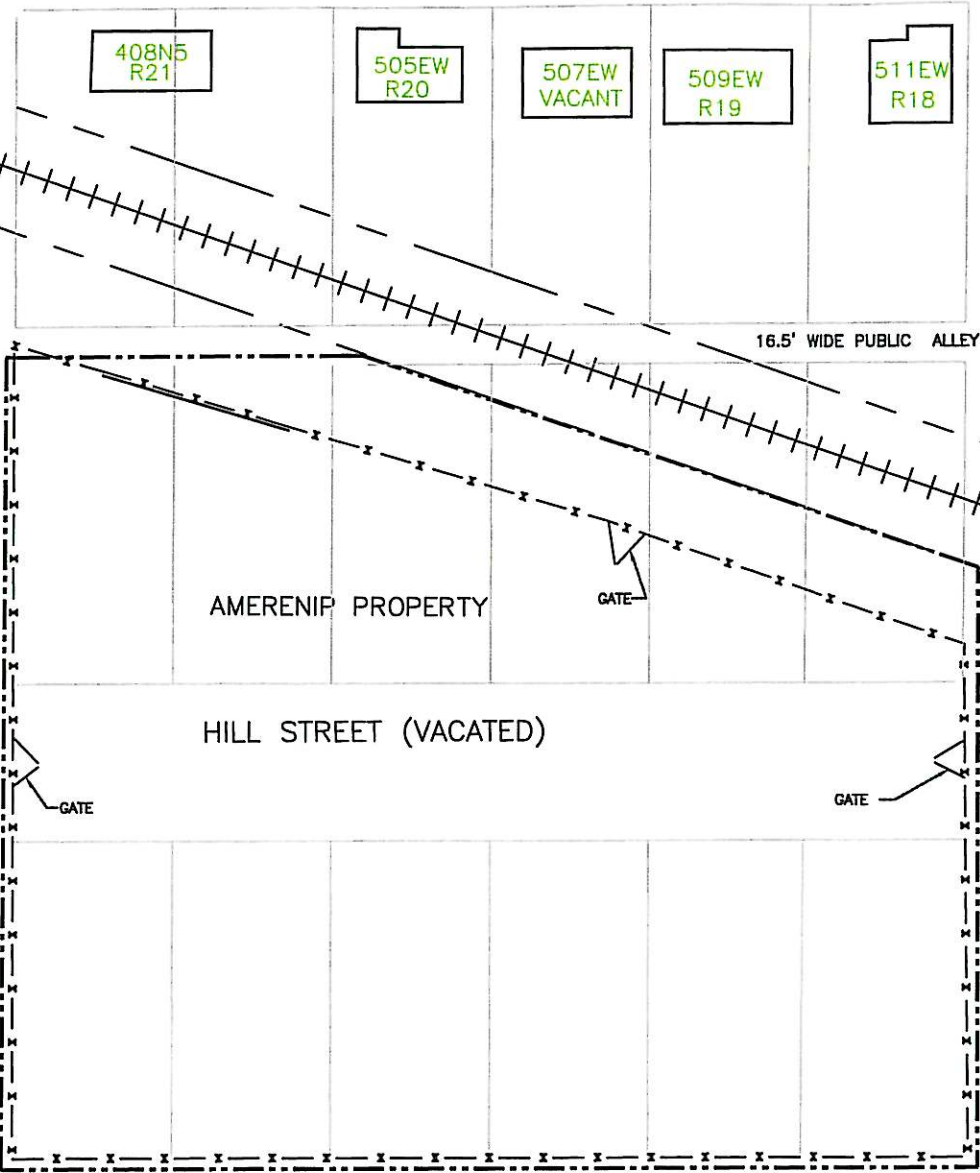 408N5
R21
505EW
R20
507EW
VACANT
509EW
R19
511EW
R18
16.5' WIDE PUBLIC ALLEY
GATE
AMERENIP PROPERTY
HILL STREET (VACATED)
GATE
GATE